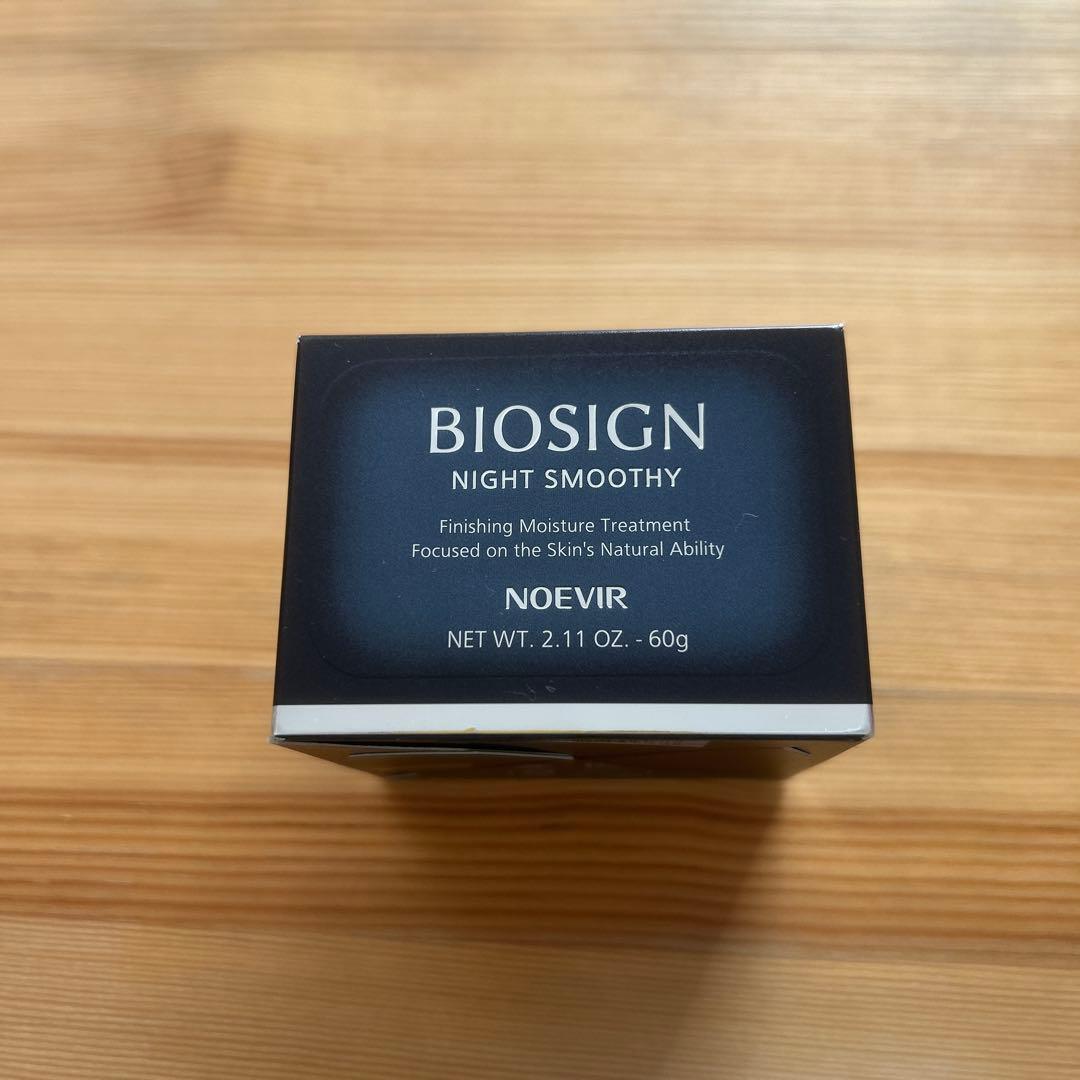 BIOSIGN
NIGHT SMOOTHY
Finishing Moisture Treatment
Focused on the Skin's Natural Ability
NOEVIR
NET WT. 2.11 OZ. - 60g